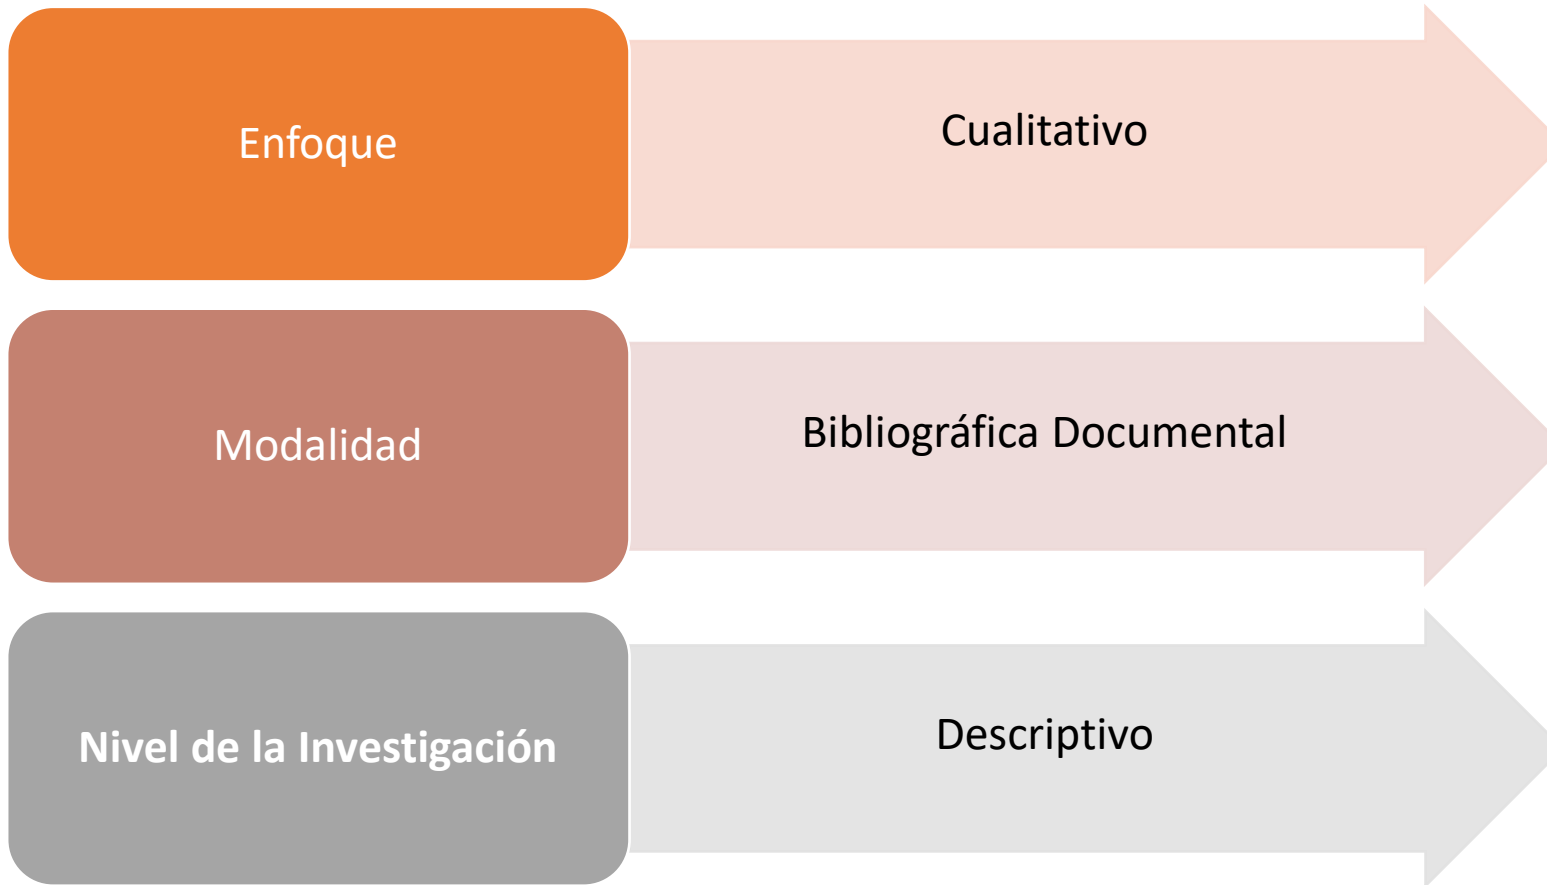 Enfoque
Cualitativo
Modalidad
Bibliográfica Documental
Nivel de la Investigación
Descriptivo